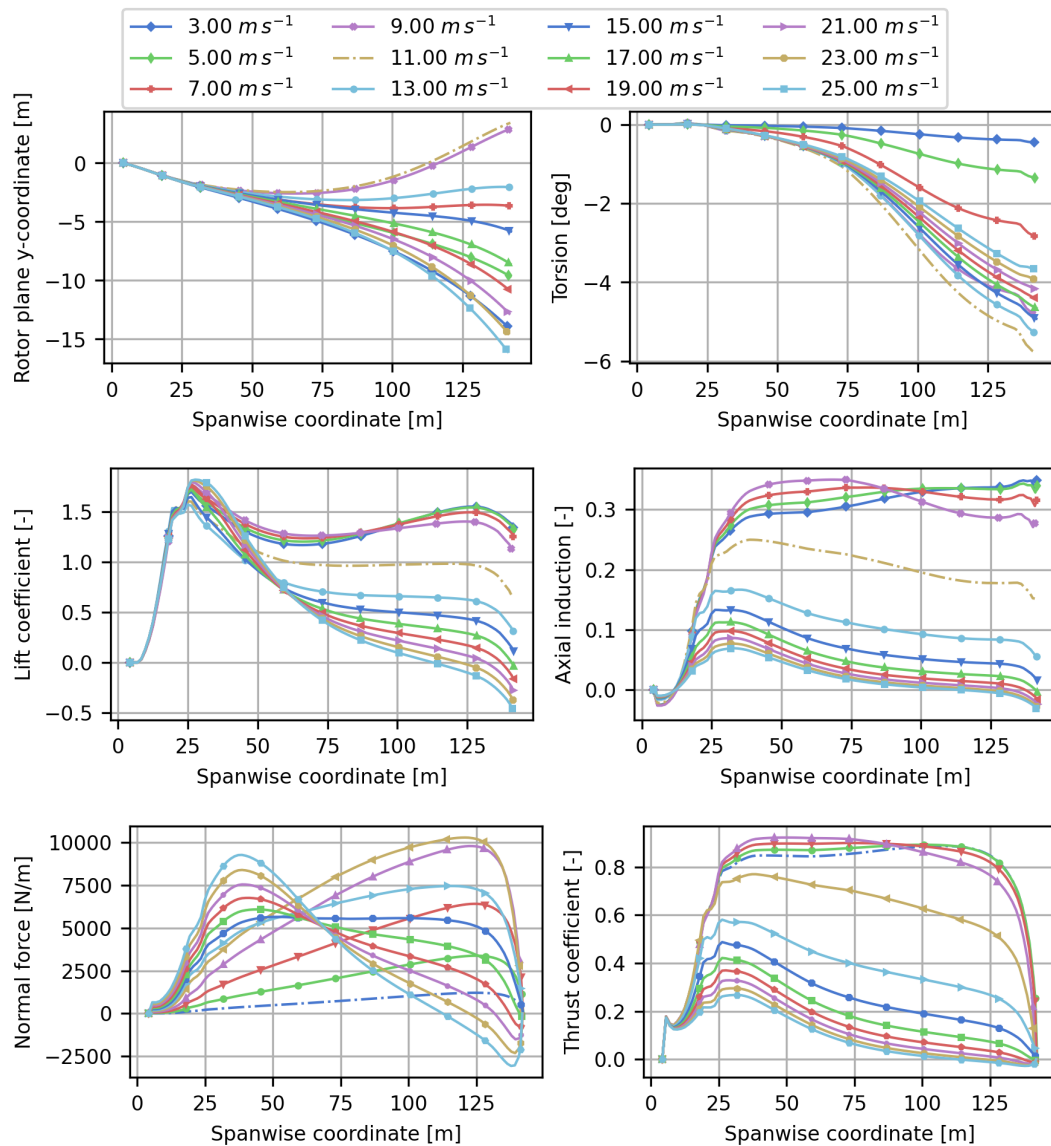 3.00 m s⁻¹ 9.00 m s⁻¹ 15.00 m s⁻¹ 21.00 m s⁻¹
5.00 m s⁻¹ 11.00 m s⁻¹ 17.00 m s⁻¹ 23.00 m s⁻¹
7.00 m s⁻¹ 13.00 m s⁻¹ 19.00 m s⁻¹ 25.00 m s⁻¹
Rotor plane y-coordinate [m]
0
−5
−10
−15
0 25 50 75 100 125
Spanwise coordinate [m]
Torsion [deg]
0
−2
−4
−6
0 25 50 75 100 125
Spanwise coordinate [m]
Lift coefficient [-]
1.5
1.0
0.5
0.0
−0.5
0 25 50 75 100 125
Spanwise coordinate [m]
Axial induction [-]
0.3
0.2
0.1
0.0
0 25 50 75 100 125
Spanwise coordinate [m]
Normal force [N/m]
10000
7500
5000
2500
0
−2500
0 25 50 75 100 125
Spanwise coordinate [m]
Thrust coefficient [-]
0.8
0.6
0.4
0.2
0.0
0 25 50 75 100 125
Spanwise coordinate [m]